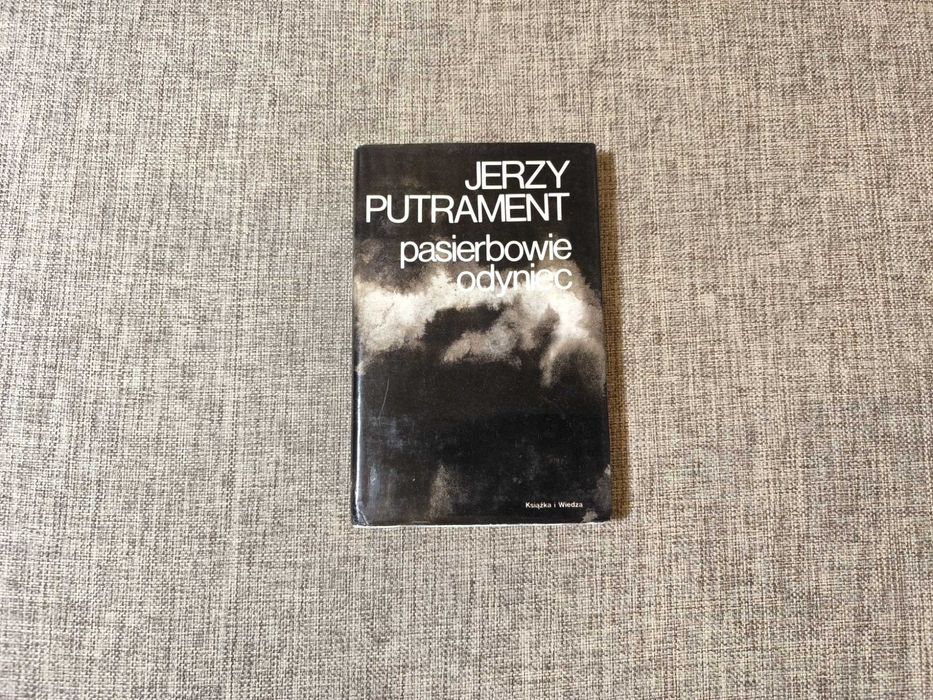 JERZY
PUTRAMENT
pasierbowie
odyniec
Książka i Wiedza